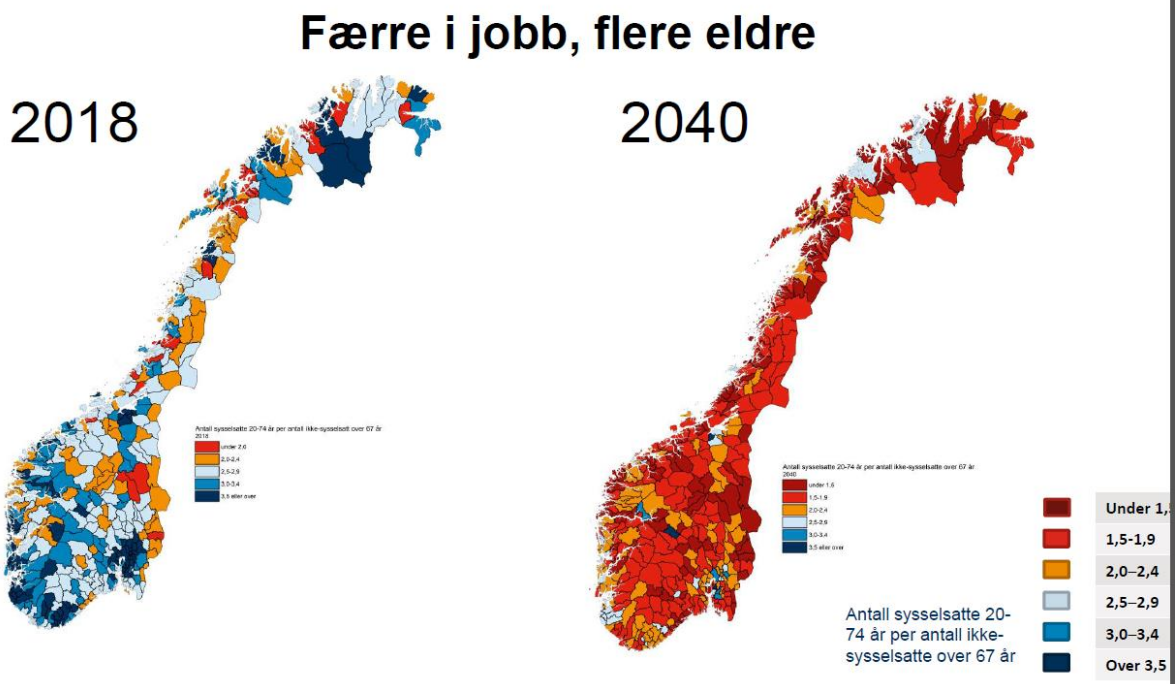 Færre i jobb, flere eldre
2018
2040
Antall sysselsatte 20-74 år per antall ikke-sysselsatt over 67 år
2018
under 2,0
2,0-2,4
2,5-2,9
3,0-3,4
3,5 eller over
Antall sysselsatte 20-74 år per antall ikke-sysselsatte over 67 år
2040
under 1,5
1,5-1,9
2,0-2,4
2,5-2,9
3,0-3,4
3,5 eller over
Antall sysselsatte 20-
74 år per antall ikke-
sysselsatte over 67 år
Under 1,5
1,5-1,9
2,0–2,4
2,5–2,9
3,0–3,4
Over 3,5